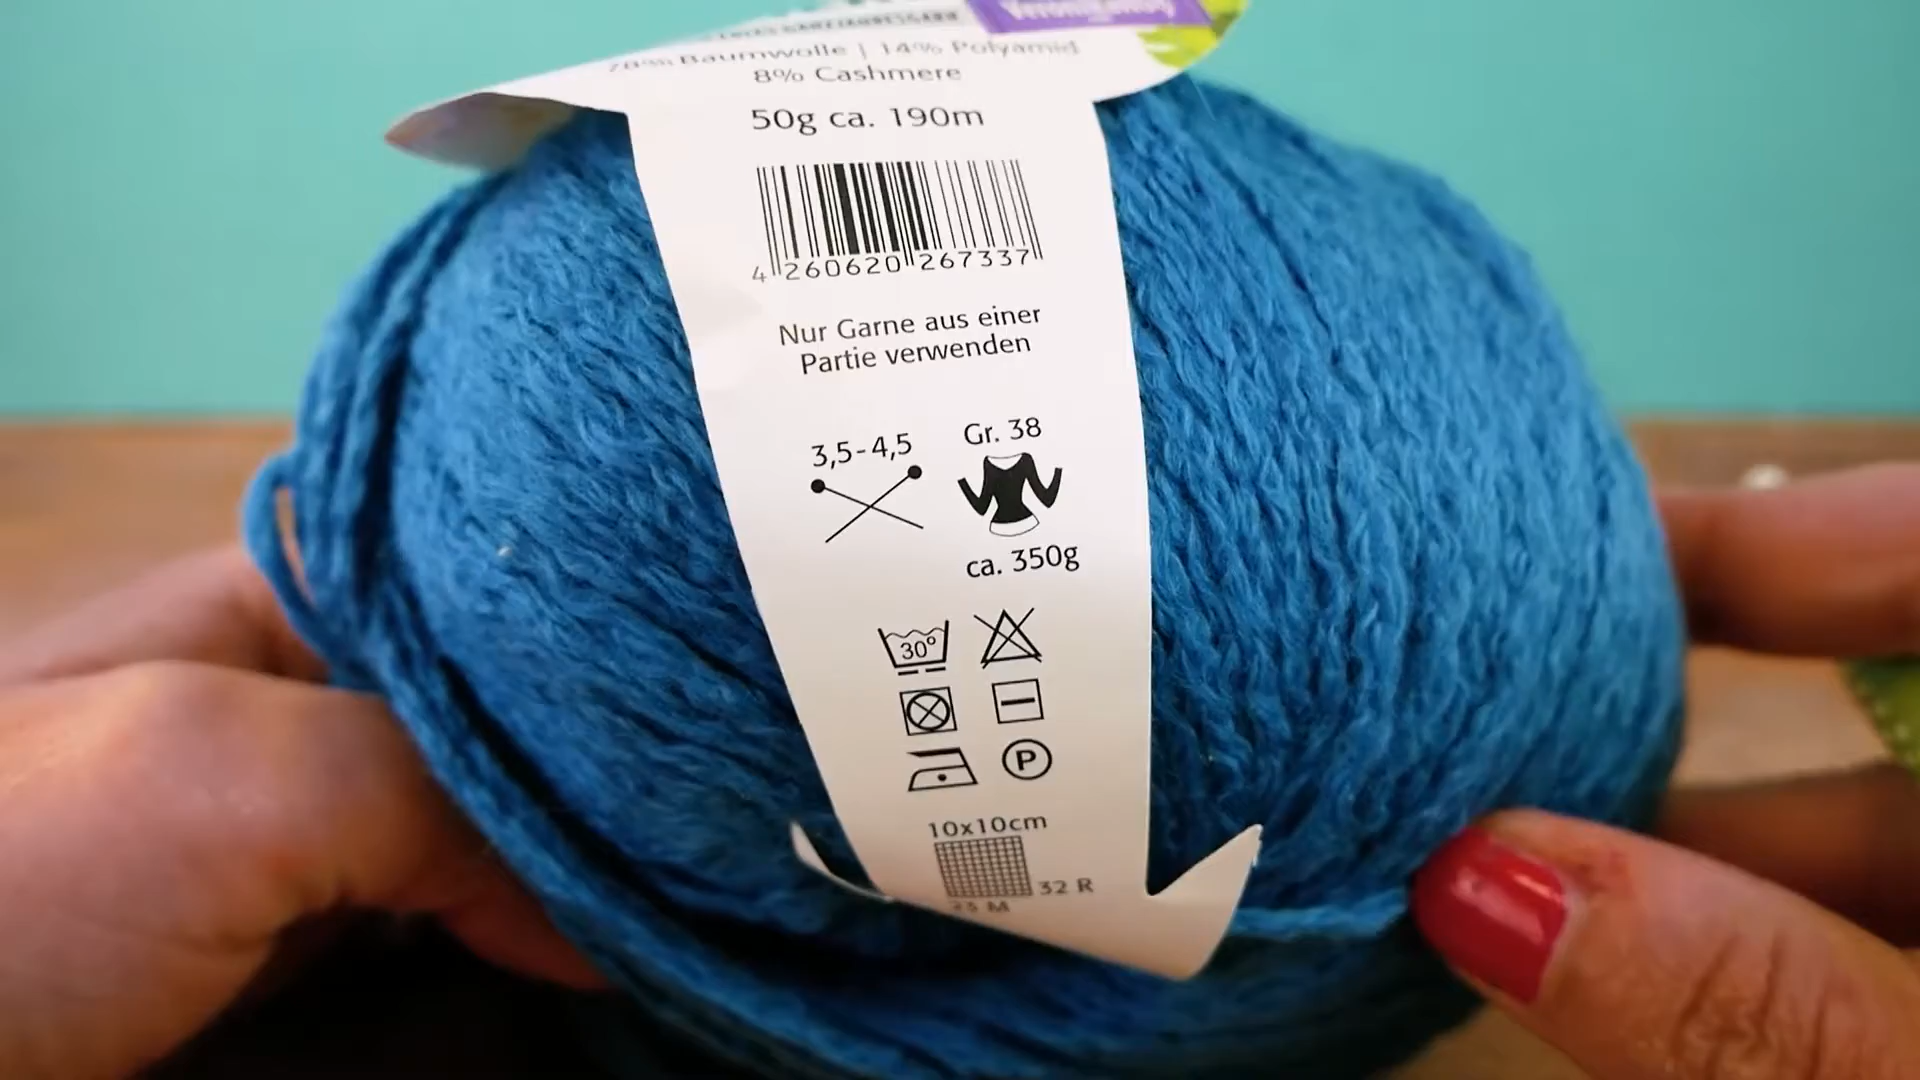 Baumwolle | 14% Polyamid
8% Cashmere
50g ca. 190m
4 260620 267337
Nur Garne aus einer
Partie verwenden
3,5-4,5
Gr. 38
ca. 350g
30°
P
10x10cm
32 R
M